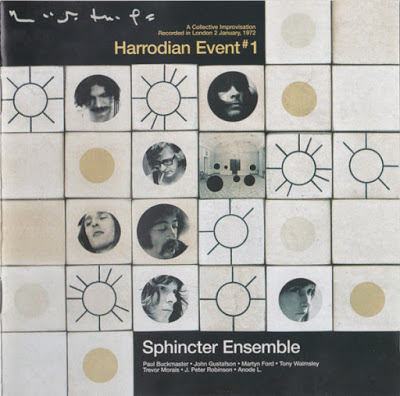 A Collective Improvisation
Recorded in London 2 January, 1972
Harrodian Event #1
Sphincter Ensemble
Paul Buckmaster • John Gustafson • Martyn Ford • Tony Walmsley
Trevor Morais • J. Peter Robinson • Anode L.